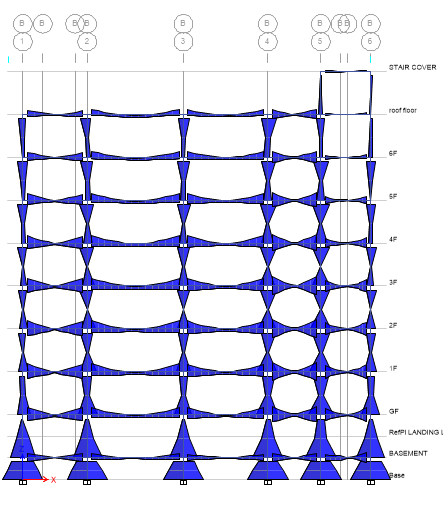 B B B B B B B B B B
1 2 3 4 5 6
STAIR COVER
roof floor
6F
5F
4F
3F
2F
1F
GF
RefPl LANDING L
BASEMENT
Z
X
Base